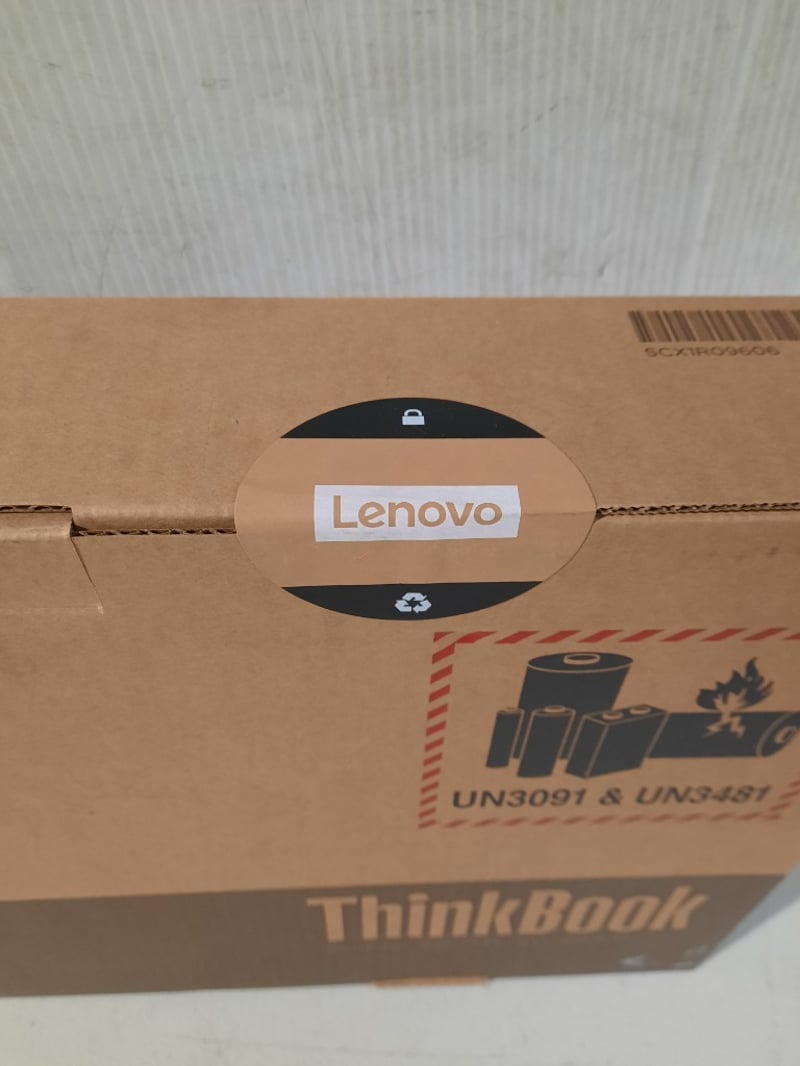 SCX1R09606
Lenovo
UN3091 & UN3481
ThinkBook